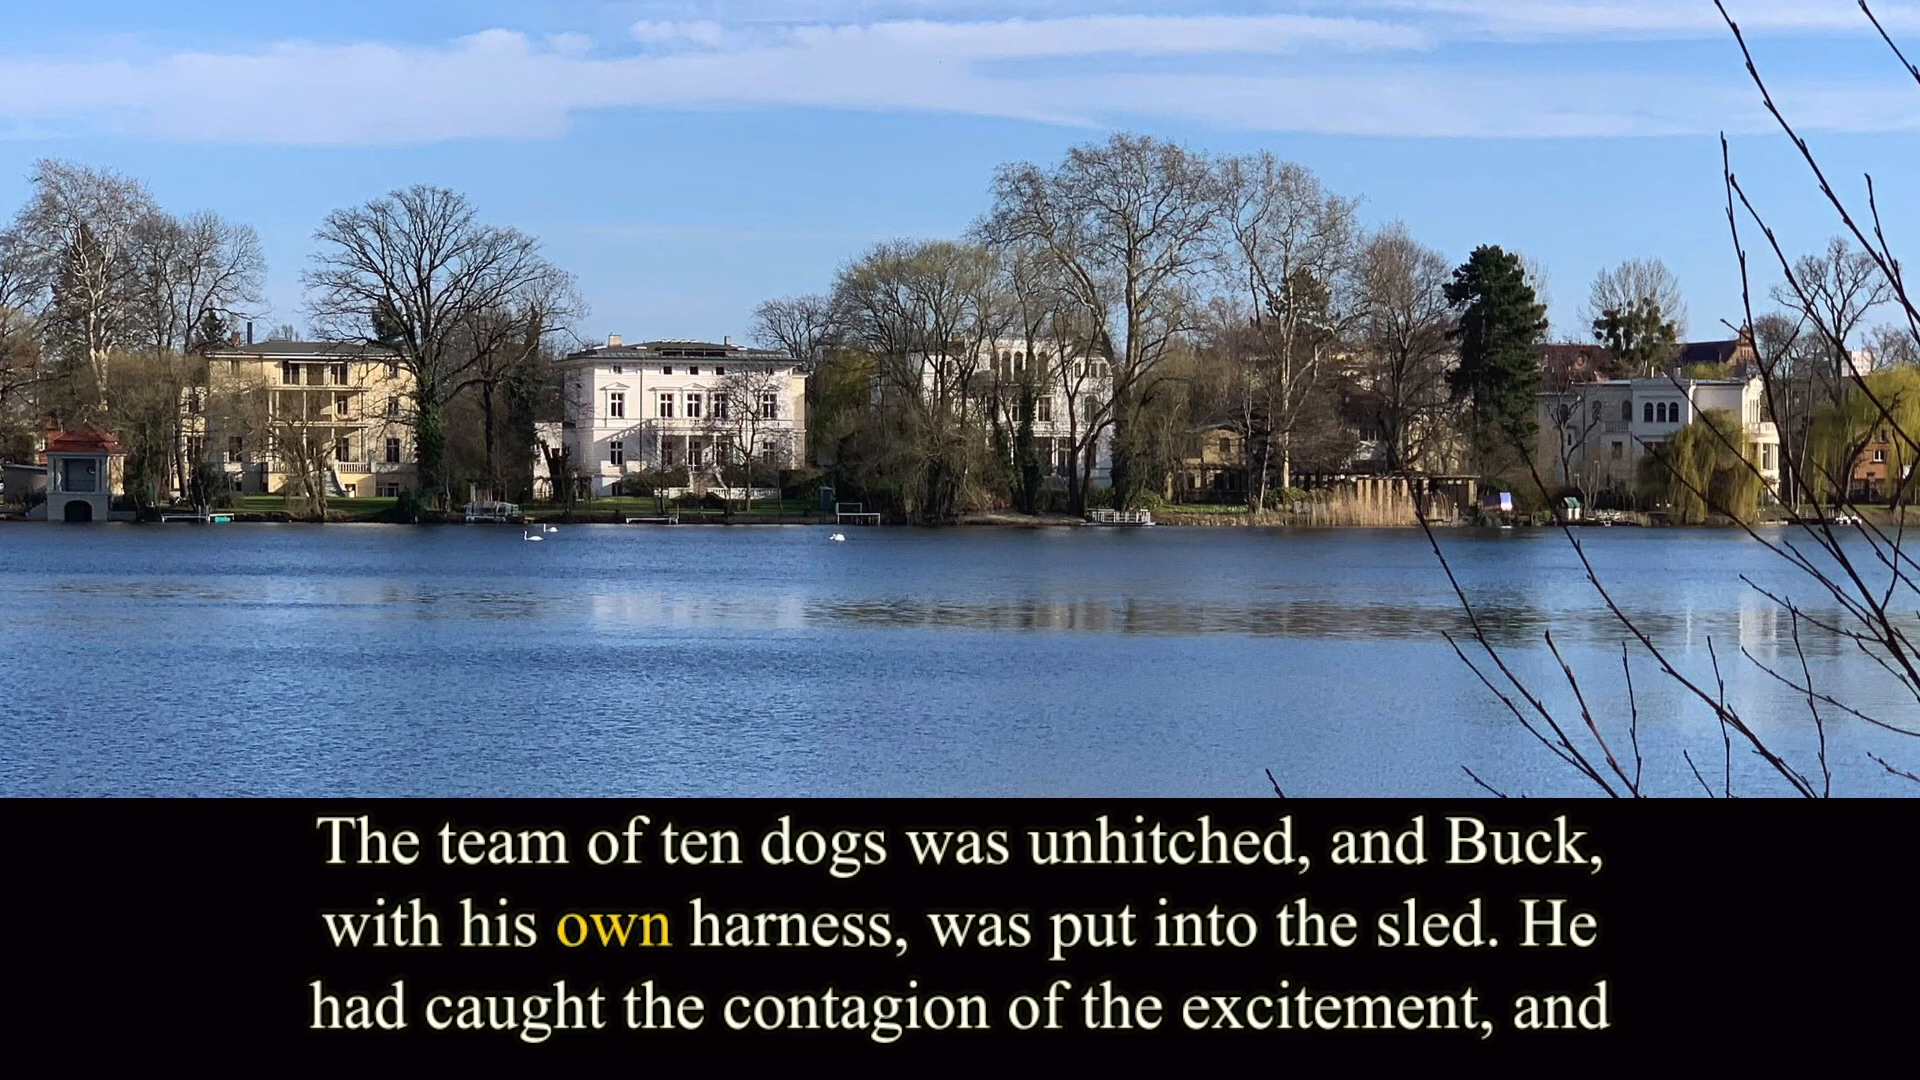 The team of ten dogs was unhitched, and Buck,
with his own harness, was put into the sled. He
had caught the contagion of the excitement, and